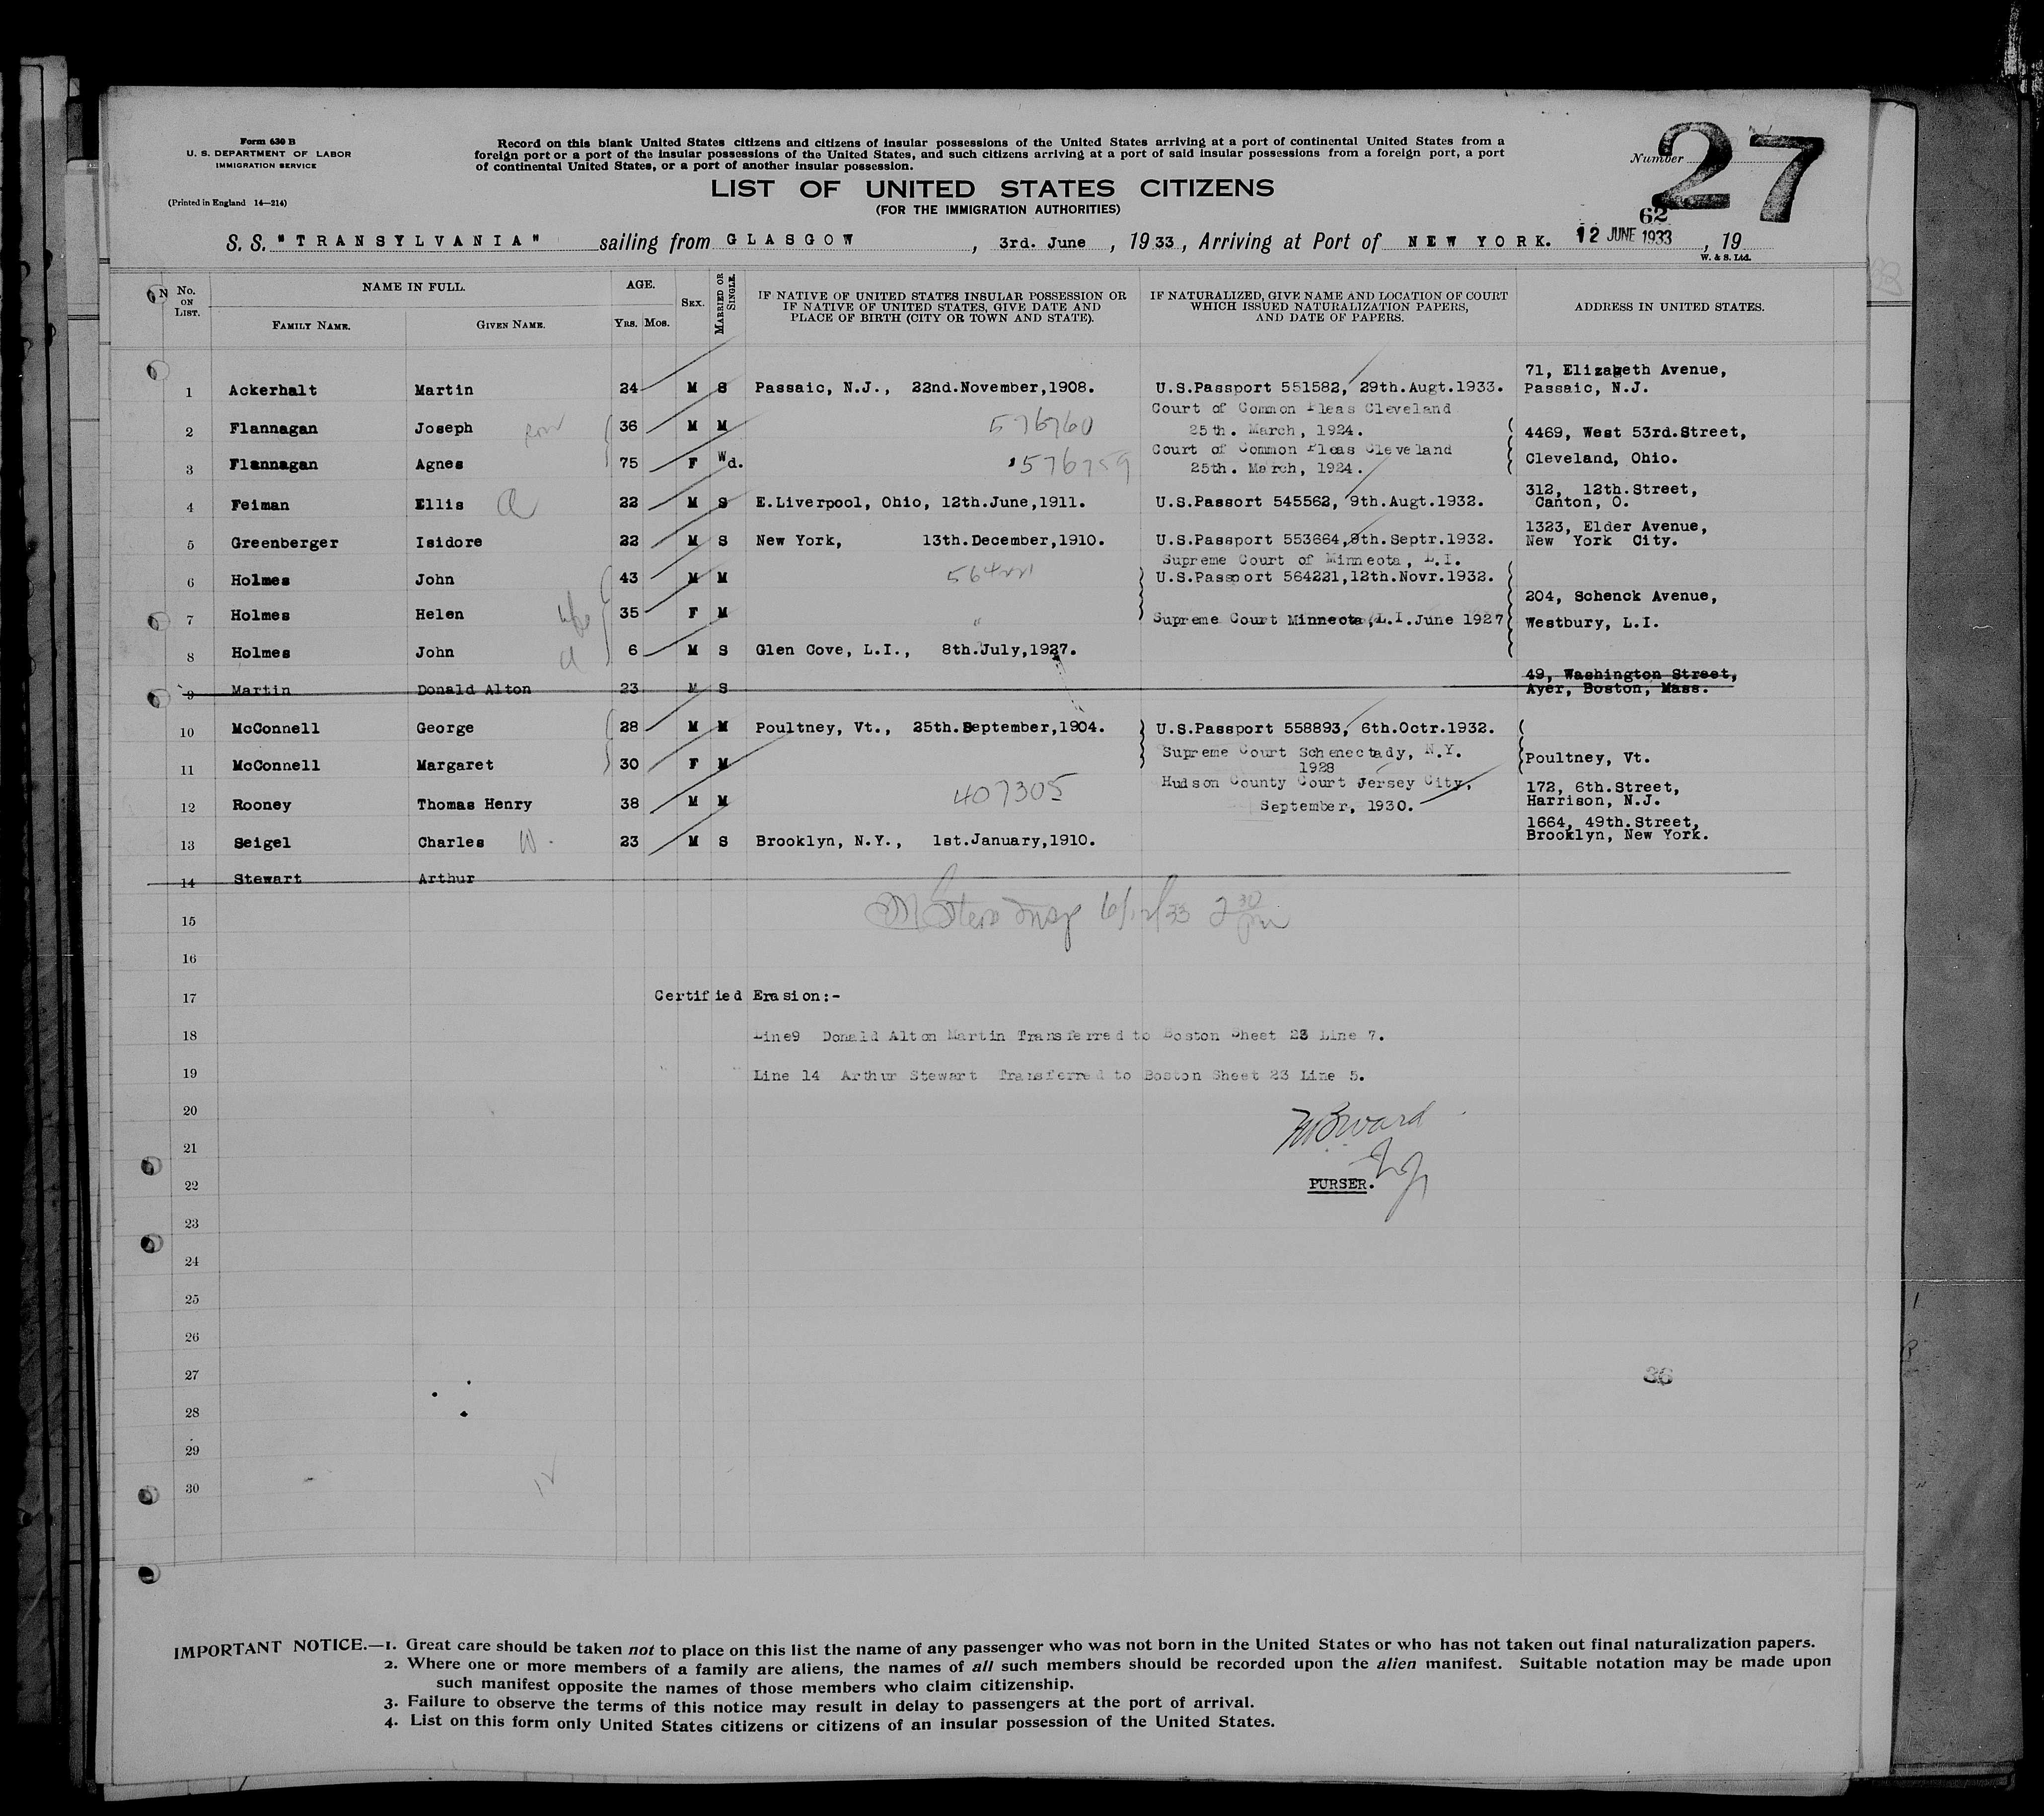 Form 630 B
U. S. DEPARTMENT OF LABOR
IMMIGRATION SERVICE
(Printed in England 14—214)
Record on this blank United States citizens and citizens of insular possessions of the United States arriving at a port of continental United States from a
foreign port or a port of the insular possessions of the United States, and such citizens arriving at a port of said insular possessions from a foreign port, a port
of continental United States, or a port of another insular possession.
LIST OF UNITED STATES CITIZENS
(FOR THE IMMIGRATION AUTHORITIES)
Number 27
62
S. S. "TRANSYLVANIA" sailing from GLASGOW, 3rd. June, 1933, Arriving at Port of NEW YORK. 12 JUNE 1933, 19
W. & S. Ltd.
No. ON LIST. NAME IN FULL. FAMILY NAME. GIVEN NAME. AGE. YRS. MOS. SEX. MARRIED OR SINGLE. IF NATIVE OF UNITED STATES INSULAR POSSESSION OR IF NATIVE OF UNITED STATES, GIVE DATE AND PLACE OF BIRTH (CITY OR TOWN AND STATE). IF NATURALIZED, GIVE NAME AND LOCATION OF COURT WHICH ISSUED NATURALIZATION PAPERS, AND DATE OF PAPERS. ADDRESS IN UNITED STATES.
1 Ackerhalt Martin 24 M S Passaic, N.J., 22nd.November,1908. U.S.Passport 551582, 29th.Augt.1933. 71, Elizabeth Avenue, Passaic, N.J.
2 Flannagan Joseph 36 M M 576760 Court of Common Pleas Cleveland 25th. March, 1924. 4469, West 53rd.Street,
3 Flannagan Agnes 75 F Wd. 576759 Court of Common Pleas Cleveland 25th. March, 1924. Cleveland, Ohio.
4 Feiman Ellis 22 M S E.Liverpool, Ohio, 12th.June,1911. U.S.Passort 545562, 9th.Augt.1932. 312, 12th.Street, Canton, O.
5 Greenberger Isidore 22 M S New York, 13th.December,1910. U.S.Passport 553664,9th.Septr.1932. 1323, Elder Avenue, New York City.
6 Holmes John 43 M M Supreme Court of Minneota, L.I. U.S.Passport 564221,12th.Novr.1932.
7 Holmes Helen 35 F M Supreme Court Minneota,L.I.June 1927 204, Schenck Avenue, Westbury, L.I.
8 Holmes John 6 M S Glen Cove, L.I., 8th.July,1927.
9 Martin Donald Alton 23 M S 49, Washington Street, Ayer, Boston, Mass.
10 McConnell George 28 M M Poultney, Vt., 25th.September,1904. U.S.Passport 558893, 6th.Octr.1932.
11 McConnell Margaret 30 F M Supreme Court Schenectady, N.Y. 1928 Poultney, Vt.
12 Rooney Thomas Henry 38 M M 407305 Hudson County Court Jersey City, September, 1930. 172, 6th.Street, Harrison, N.J.
13 Seigel Charles 23 M S Brooklyn, N.Y., 1st.January,1910. 1664, 49th.Street, Brooklyn, New York.
14 Stewart Arthur
15
16
17 Certified Erasion:-
18 Line9 Donald Alton Martin Transferred to Boston Sheet 23 Line 7.
19 Line 14 Arthur Stewart Transferred to Boston Sheet 23 Line 5.
20
21
22 PURSER.
23
24
25
26
27
36
28
29
30
IMPORTANT NOTICE.—1. Great care should be taken not to place on this list the name of any passenger who was not born in the United States or who has not taken out final naturalization papers.
2. Where one or more members of a family are aliens, the names of all such members should be recorded upon the alien manifest. Suitable notation may be made upon
such manifest opposite the names of those members who claim citizenship.
3. Failure to observe the terms of this notice may result in delay to passengers at the port of arrival.
4. List on this form only United States citizens or citizens of an insular possession of the United States.